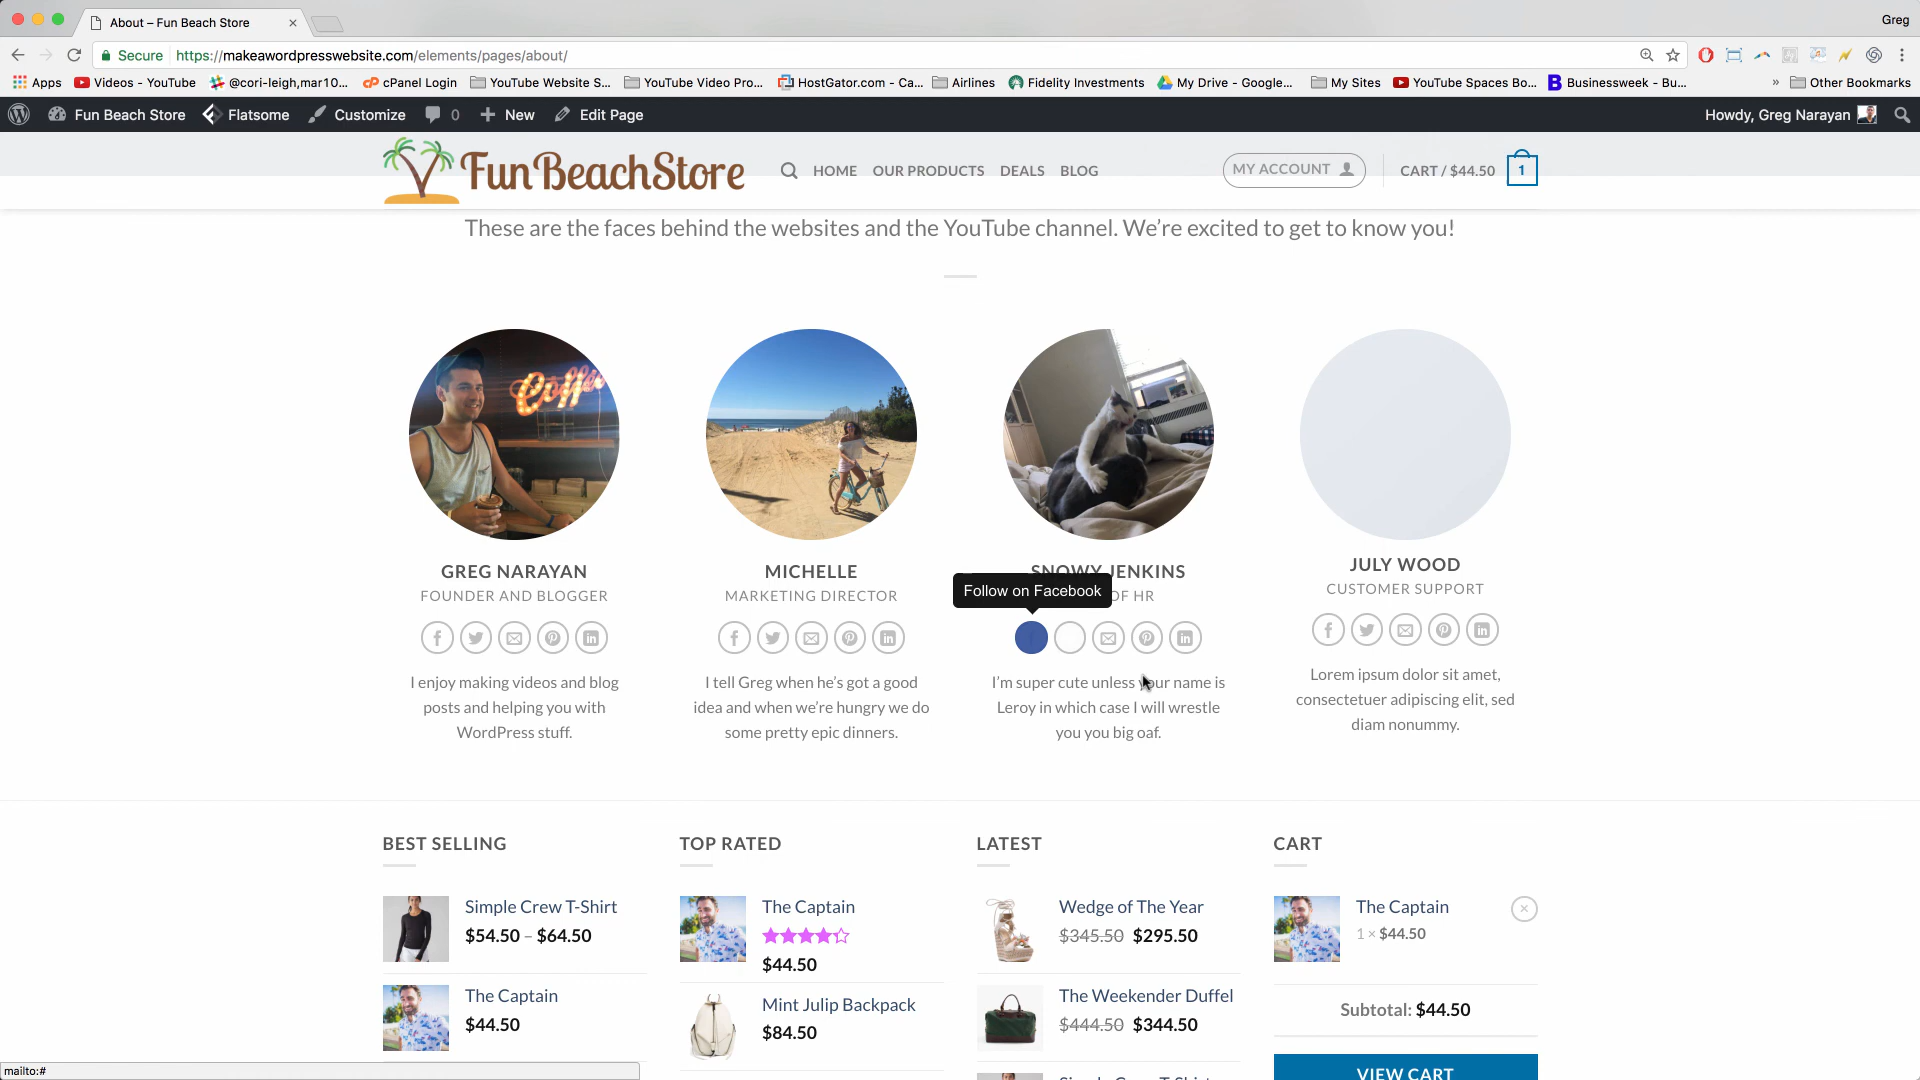 About – Fun Beach Store
Greg
Secure
https://makeawordpresswebsite.com/elements/pages/about/
Apps
Videos - YouTube
@cori-leigh,mar10...
cPanel Login
YouTube Website S...
YouTube Video Pro...
HostGator.com - Ca...
Airlines
Fidelity Investments
My Drive - Google...
My Sites
YouTube Spaces Bo...
Businessweek - Bu...
»
Other Bookmarks
Fun Beach Store
Flatsome
Customize
0
New
Edit Page
Howdy, Greg Narayan
FunBeachStore
HOME
OUR PRODUCTS
DEALS
BLOG
MY ACCOUNT
CART / $44.50
1
These are the faces behind the websites and the YouTube channel. We’re excited to get to know you!
Coffe
GREG NARAYAN
FOUNDER AND BLOGGER
I enjoy making videos and blog
posts and helping you with
WordPress stuff.
MICHELLE
MARKETING DIRECTOR
I tell Greg when he’s got a good
idea and when we’re hungry we do
some pretty epic dinners.
SNOWY JENKINS
OF HR
Follow on Facebook
I’m super cute unless your name is
Leroy in which case I will wrestle
you you big oaf.
JULY WOOD
CUSTOMER SUPPORT
Lorem ipsum dolor sit amet,
consectetuer adipiscing elit, sed
diam nonummy.
BEST SELLING
Simple Crew T-Shirt
$54.50 – $64.50
The Captain
$44.50
TOP RATED
The Captain
$44.50
Mint Julip Backpack
$84.50
LATEST
Wedge of The Year
$345.50 $295.50
The Weekender Duffel
$444.50 $344.50
Simple Crew T-Shirt
CART
The Captain
1 × $44.50
Subtotal: $44.50
VIEW CART
mailto:#